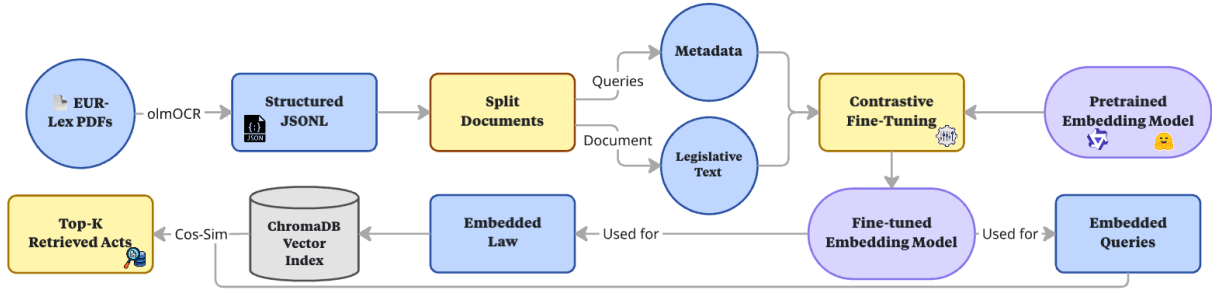 EUR-
Lex PDFs
olmOCR
Structured
JSONL
JSON
Split
Documents
Queries
Document
Metadata
Legislative
Text
Contrastive
Fine-Tuning
Pretrained
Embedding Model
Top-K
Retrieved Acts
Cos-Sim
ChromaDB
Vector
Index
Embedded
Law
Used for
Fine-tuned
Embedding Model
Used for
Embedded
Queries